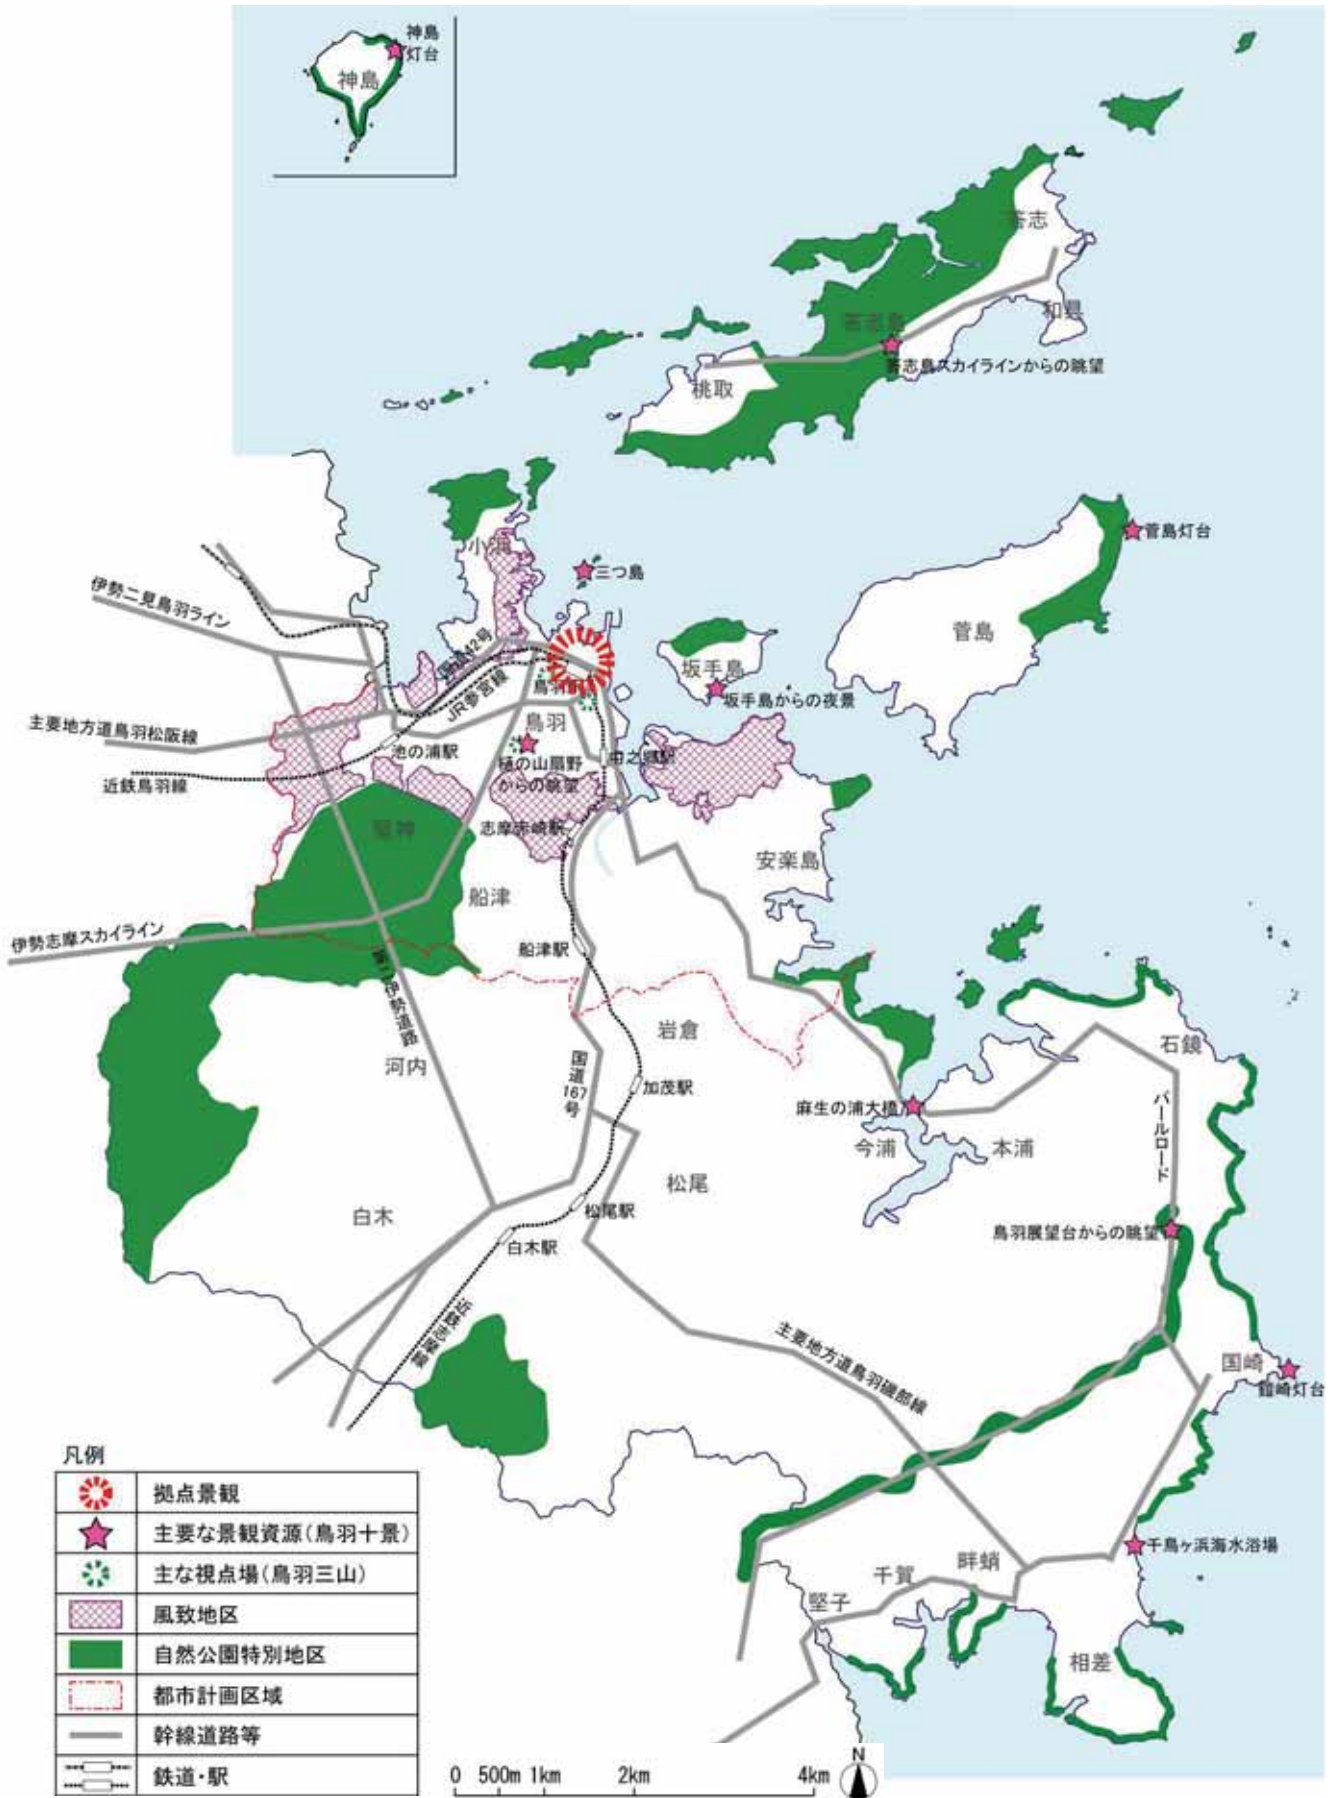 神島
灯台
神島
答志
和具
答志島
答志島スカイラインからの眺望
桃取
小浜
三つ島
菅島灯台
菅島
伊勢二見鳥羽ライン
国道42号
JR参宮線
坂手島
坂手島からの夜景
主要地方道鳥羽松阪線
池の浦駅
鳥羽
樋の山扇野
からの眺望
中之郷駅
近鉄鳥羽線
堅神
志摩赤崎駅
安楽島
船津
伊勢志摩スカイライン
船津駅
伊勢道路
河内
岩倉
国道
167
号
加茂駅
石鏡
麻生の浦大橋
パールロード
今浦
本浦
松尾
白木
松尾駅
白木駅
鳥羽展望台からの眺望
近鉄志摩線
主要地方道鳥羽磯部線
国崎
鎧崎灯台
千鳥ヶ浜海水浴場
畔蛸
千賀
堅子
相差
凡例
拠点景観
主要な景観資源(鳥羽十景)
主な視点場(鳥羽三山)
風致地区
自然公園特別地区
都市計画区域
幹線道路等
鉄道・駅
0 500m 1km 2km 4km
N